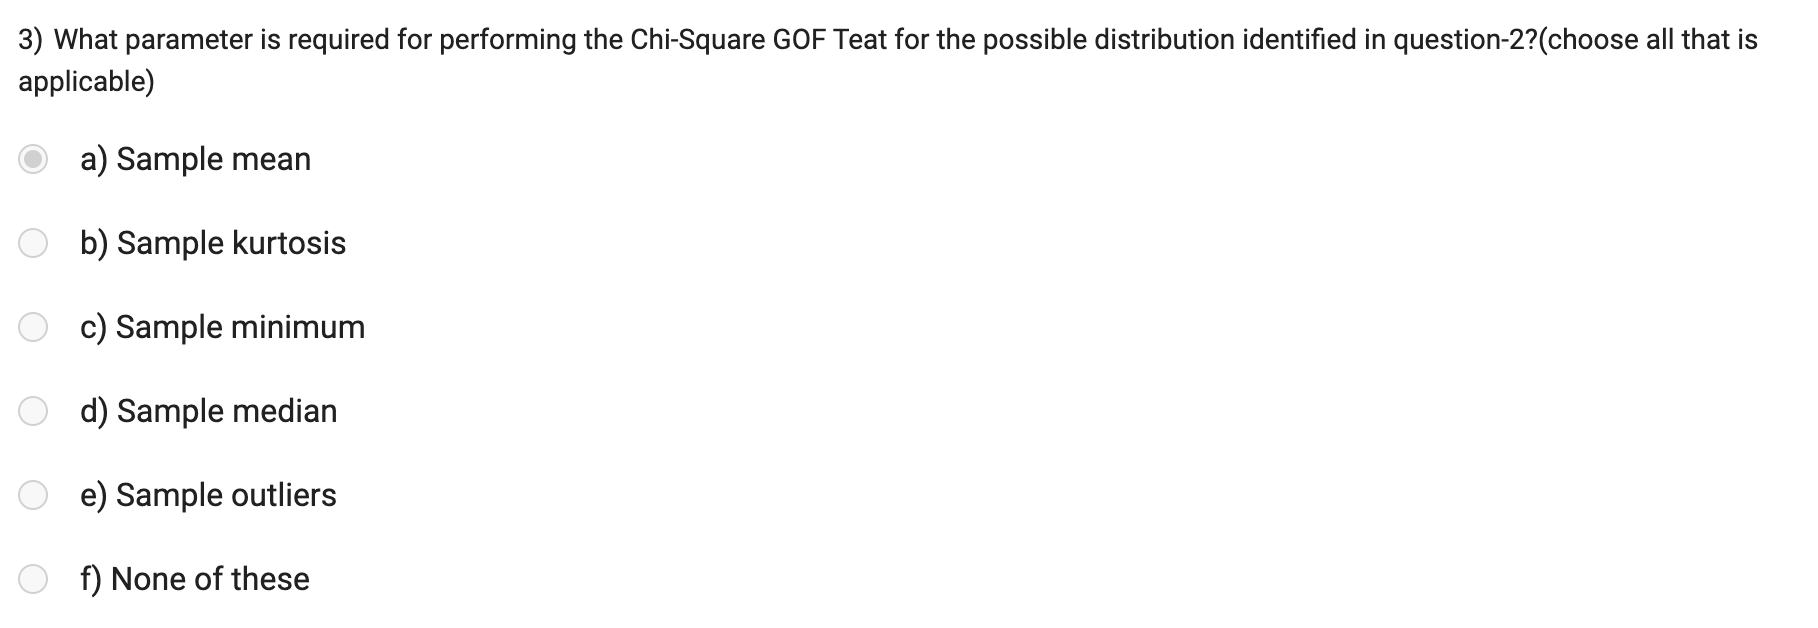 3) What parameter is required for performing the Chi-Square GOF Teat for the possible distribution identified in question-2?(choose all that is
applicable)
a) Sample mean
b) Sample kurtosis
c) Sample minimum
d) Sample median
e) Sample outliers
f) None of these